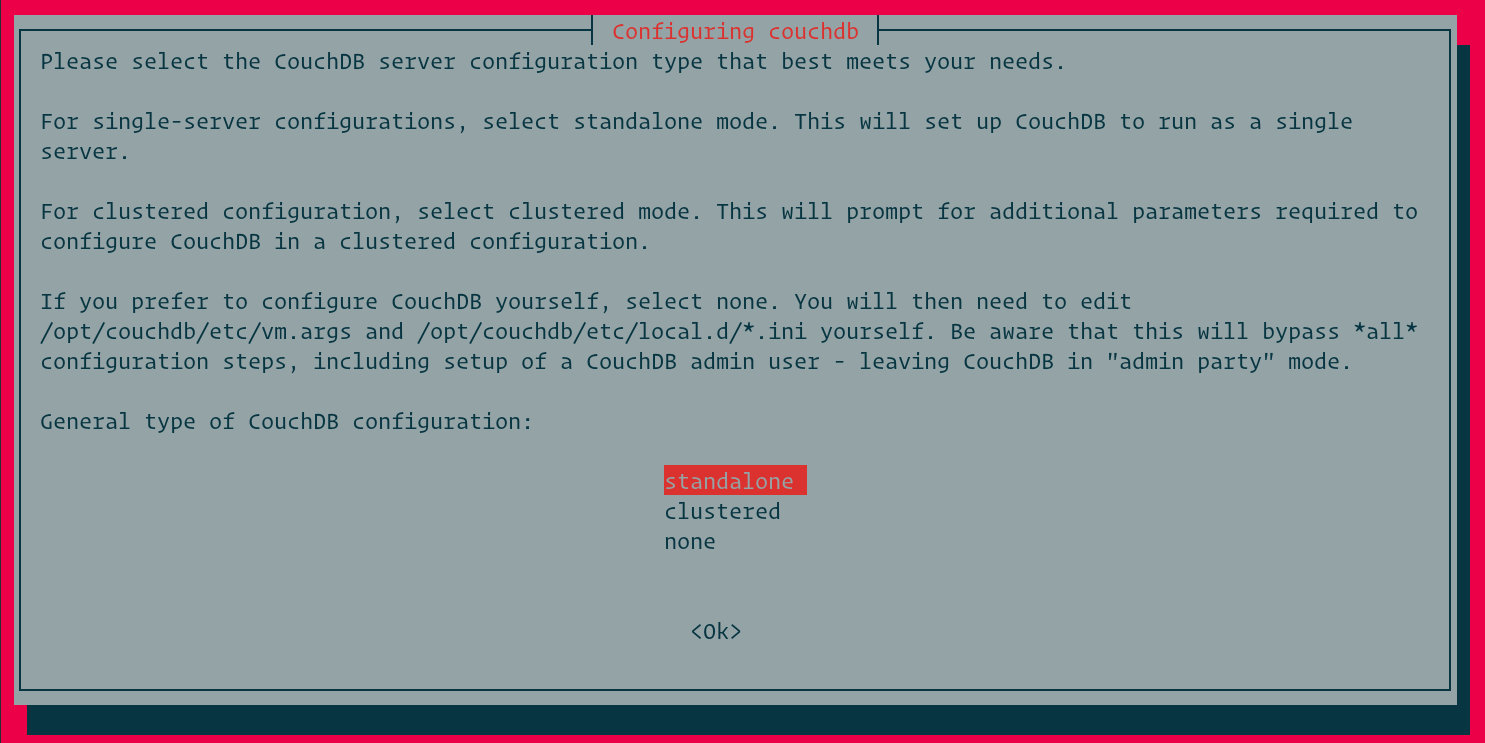 Configuring couchdb
Please select the CouchDB server configuration type that best meets your needs.
For single-server configurations, select standalone mode. This will set up CouchDB to run as a single
server.
For clustered configuration, select clustered mode. This will prompt for additional parameters required to
configure CouchDB in a clustered configuration.
If you prefer to configure CouchDB yourself, select none. You will then need to edit
/opt/couchdb/etc/vm.args and /opt/couchdb/etc/local.d/*.ini yourself. Be aware that this will bypass *all*
configuration steps, including setup of a CouchDB admin user - leaving CouchDB in "admin party" mode.
General type of CouchDB configuration:
standalone
clustered
none
<Ok>